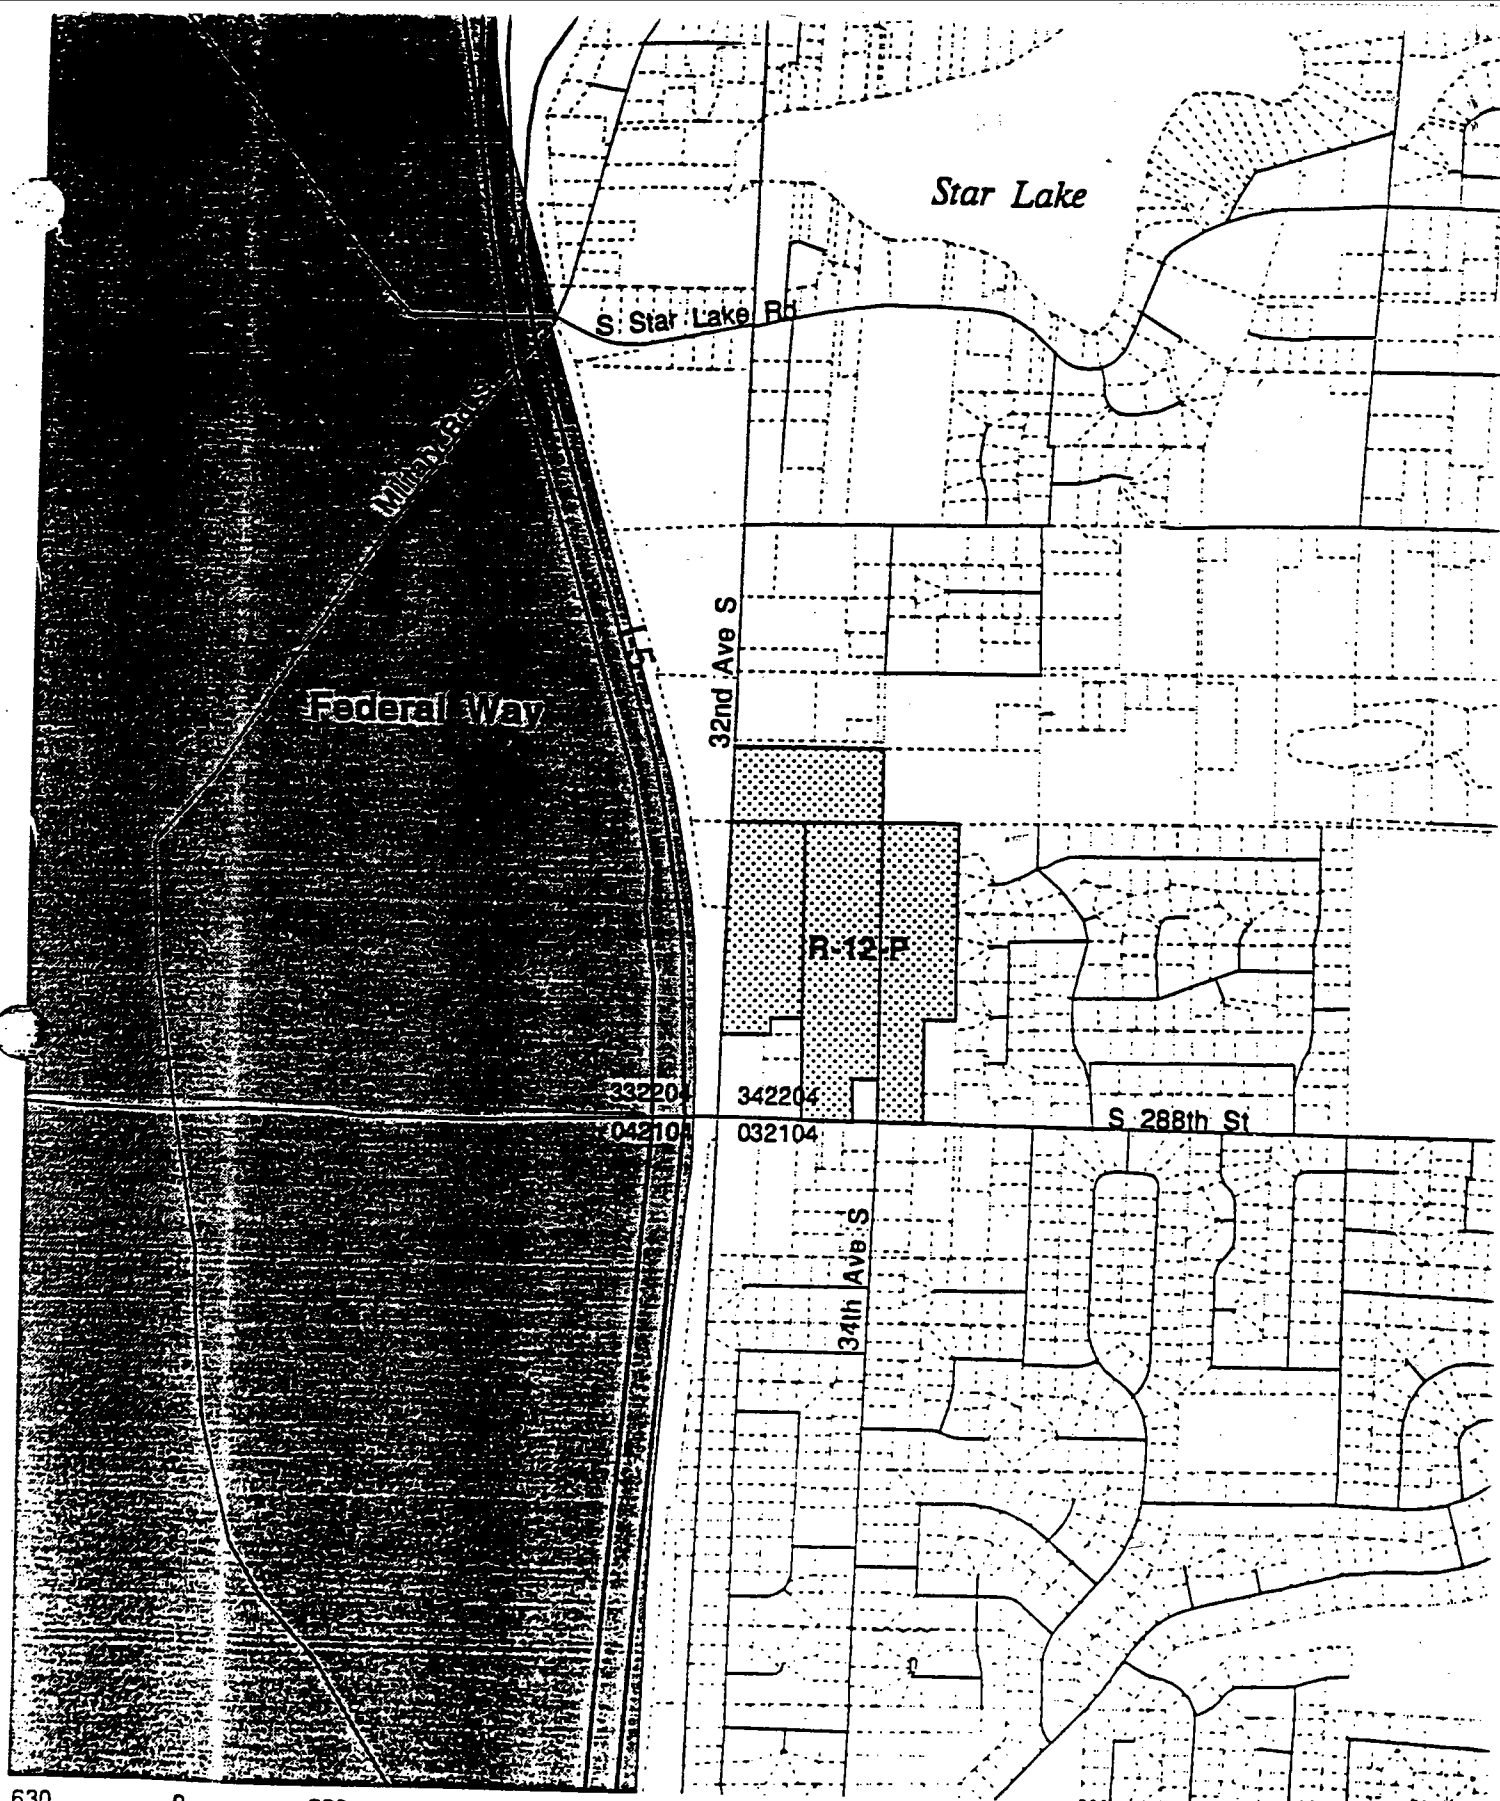 Star Lake
S Star Lake Rd
Military Rd S
32nd Ave S
I-5
Federal Way
R-12-P
332204
342204
042104
032104
S 288th St
34th Ave S
630